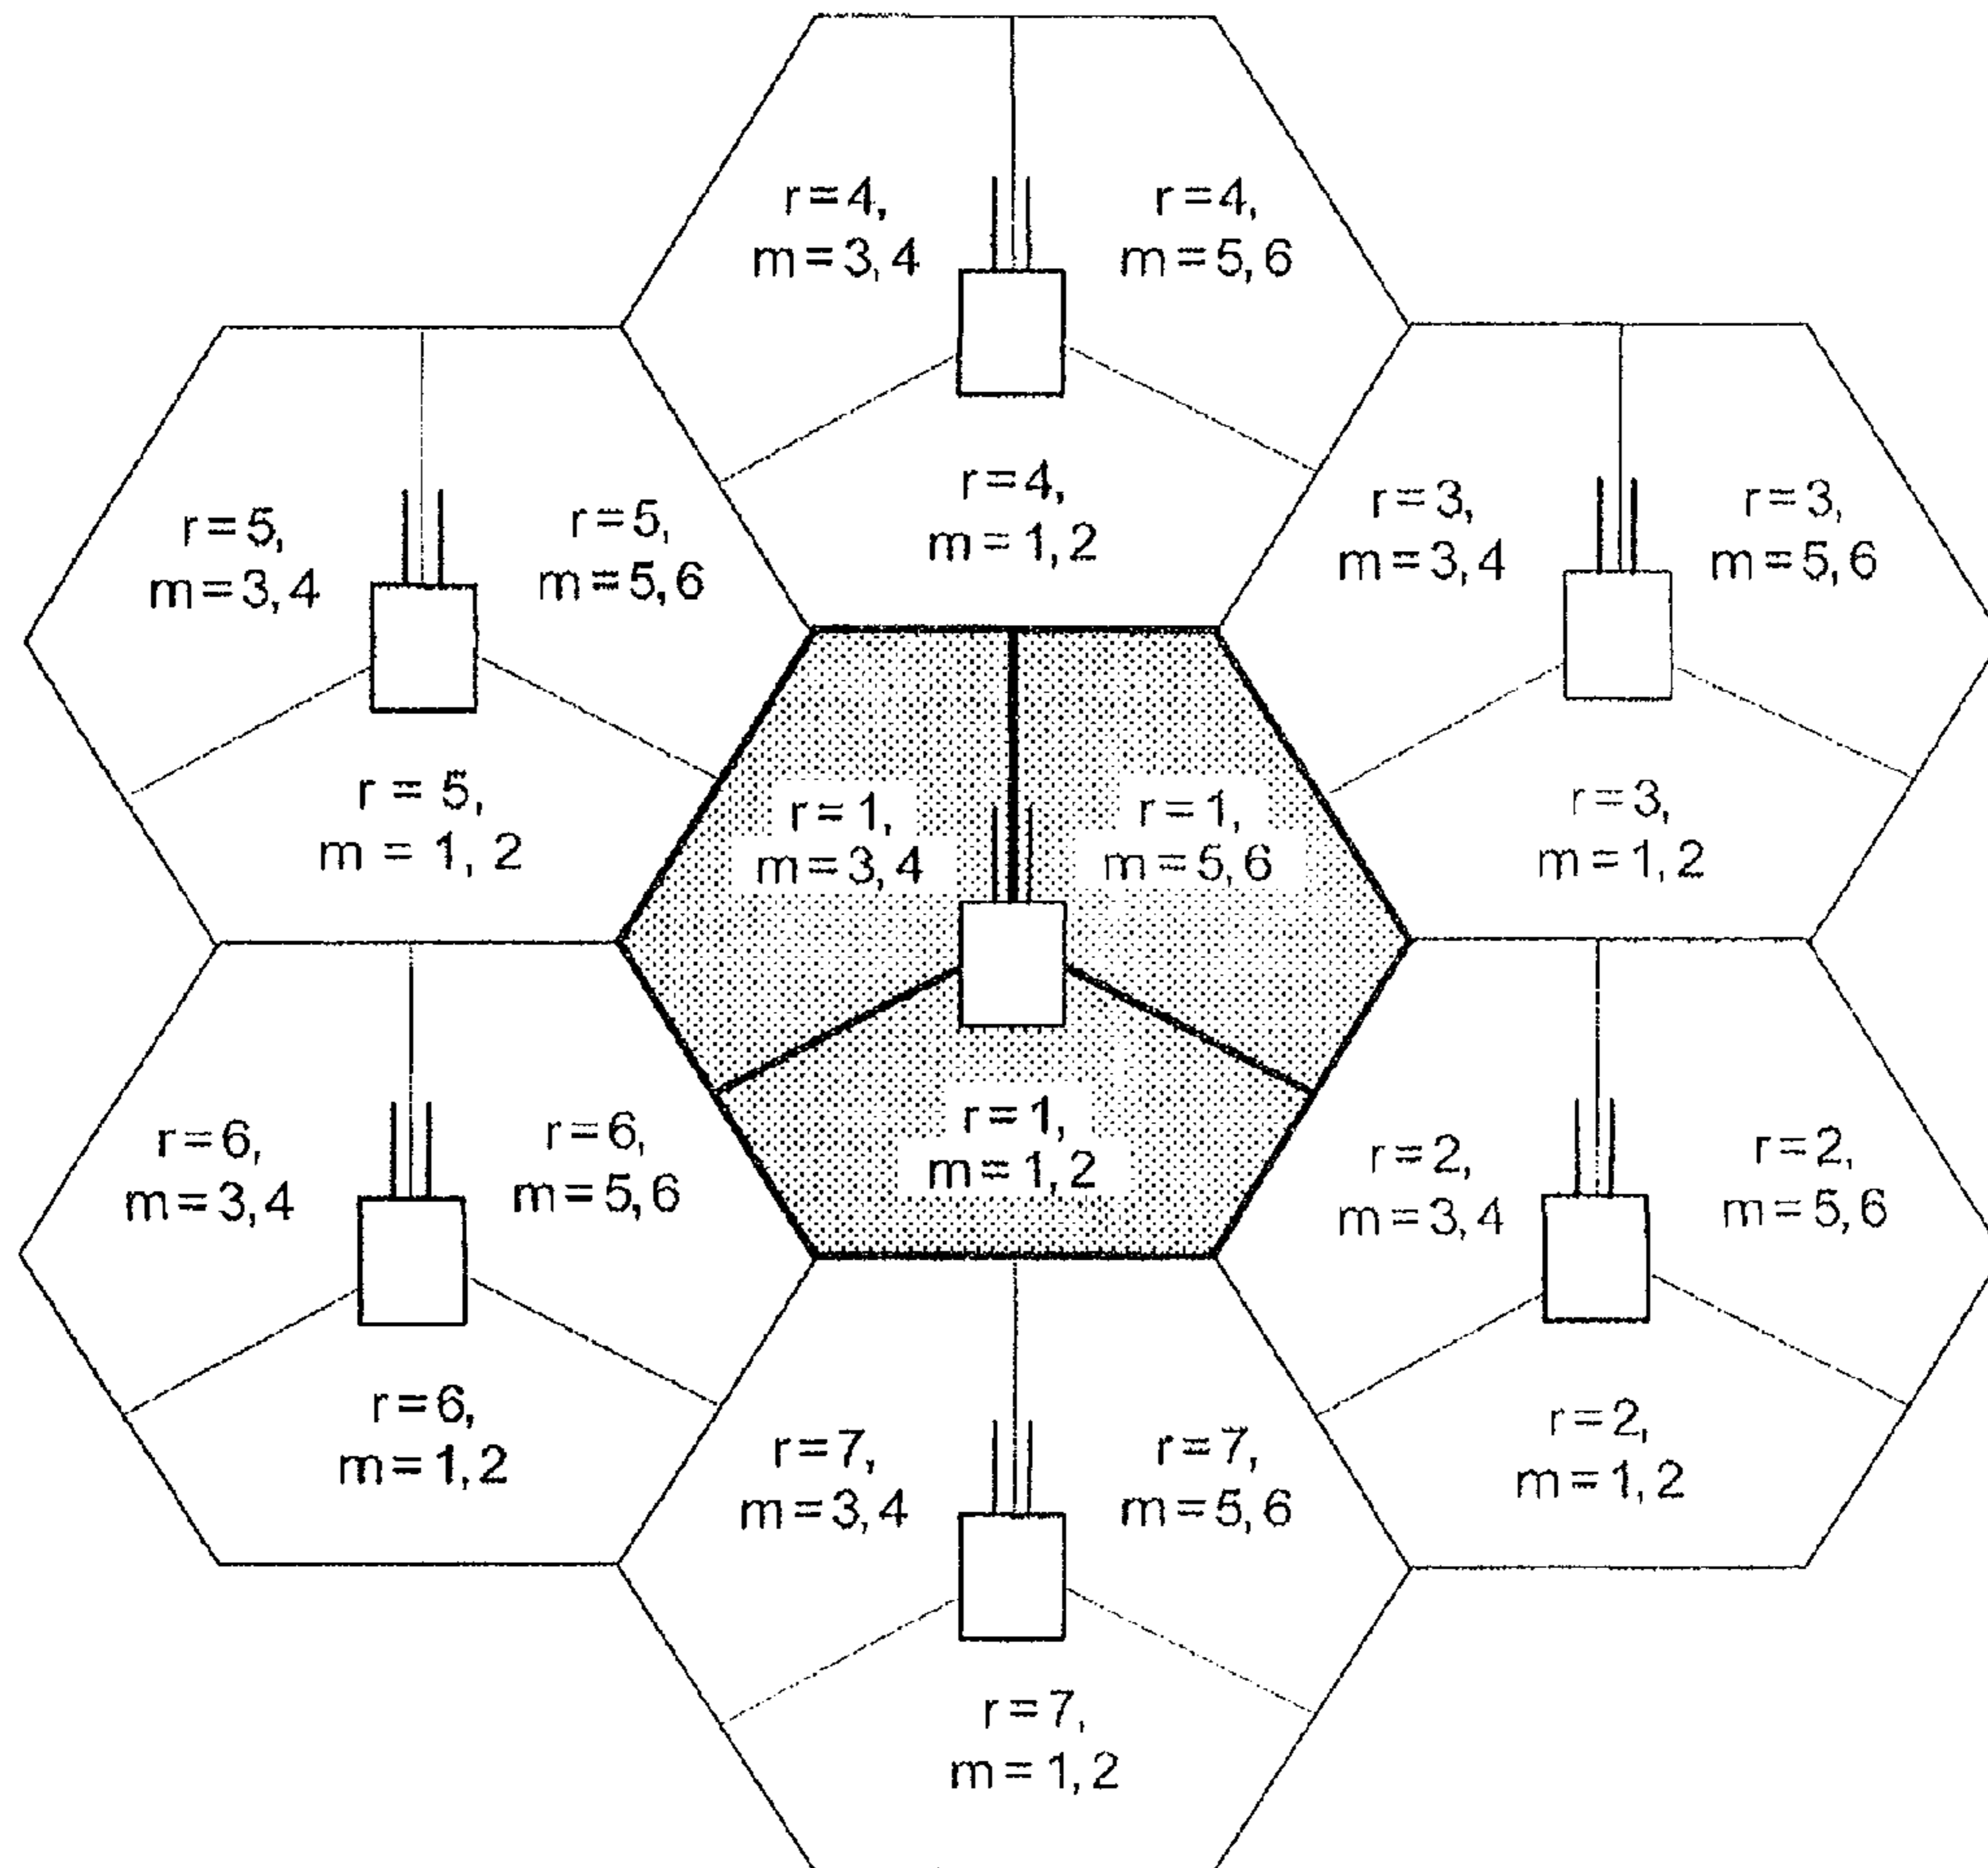 r=4,
m=3,4
r=4,
m=5,6
r=4,
m=1,2
r=5,
m=3,4
r=5,
m=5,6
r = 5,
m = 1, 2
r=3,
m=3,4
r=3,
m=5,6
r=3,
m=1,2
r=1,
m=3,4
r=1,
m=5,6
r=1,
m=1,2
r=6,
m=3,4
r=6,
m=5,6
r=6,
m=1,2
r=2,
m=3,4
r=2,
m=5,6
r=2,
m=1,2
r=7,
m=3,4
r=7,
m=5,6
r=7,
m=1,2